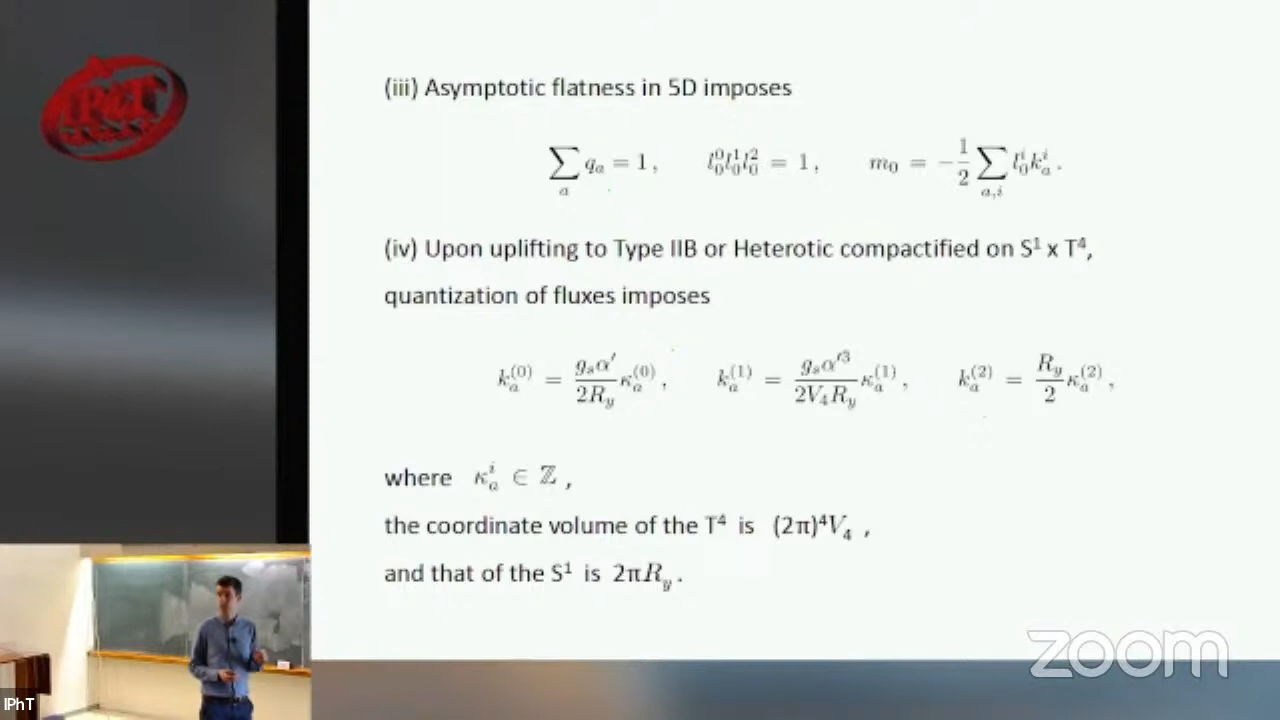 IPhT
(iii) Asymptotic flatness in 5D imposes
∑_a q_a = 1 , l_0^0 l_0^1 l_0^2 = 1 , m_0 = −1/2 ∑_{a,i} l_0^i k_a^i .
(iv) Upon uplifting to Type IIB or Heterotic compactified on S¹ x T⁴,
quantization of fluxes imposes
k_a^{(0)} = g_s α′ / 2R_y κ_a^{(0)} , k_a^{(1)} = g_s α′³ / 2V_4 R_y κ_a^{(1)} , k_a^{(2)} = R_y / 2 κ_a^{(2)} ,
where κ_a^i ∈ ℤ ,
the coordinate volume of the T⁴ is (2π)⁴V₄ ,
and that of the S¹ is 2πR_y .
zoom
IPhT